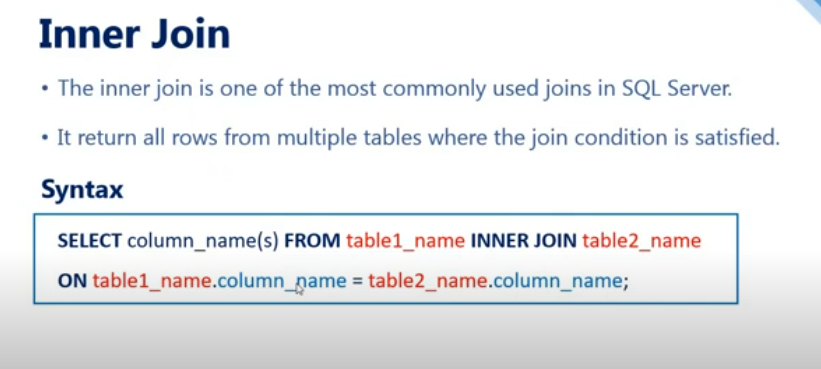 Inner Join
• The inner join is one of the most commonly used joins in SQL Server.
• It return all rows from multiple tables where the join condition is satisfied.
Syntax
SELECT column_name(s) FROM table1_name INNER JOIN table2_name
ON table1_name.column_name = table2_name.column_name;